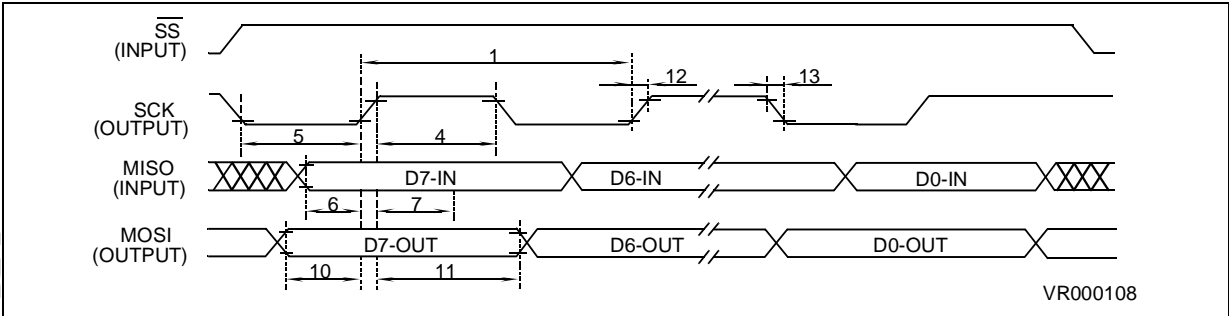 SS
(INPUT)
1
12
13
SCK
(OUTPUT)
5
4
MISO
(INPUT)
D7-IN
D6-IN
D0-IN
6
7
MOSI
(OUTPUT)
D7-OUT
D6-OUT
D0-OUT
10
11
VR000108